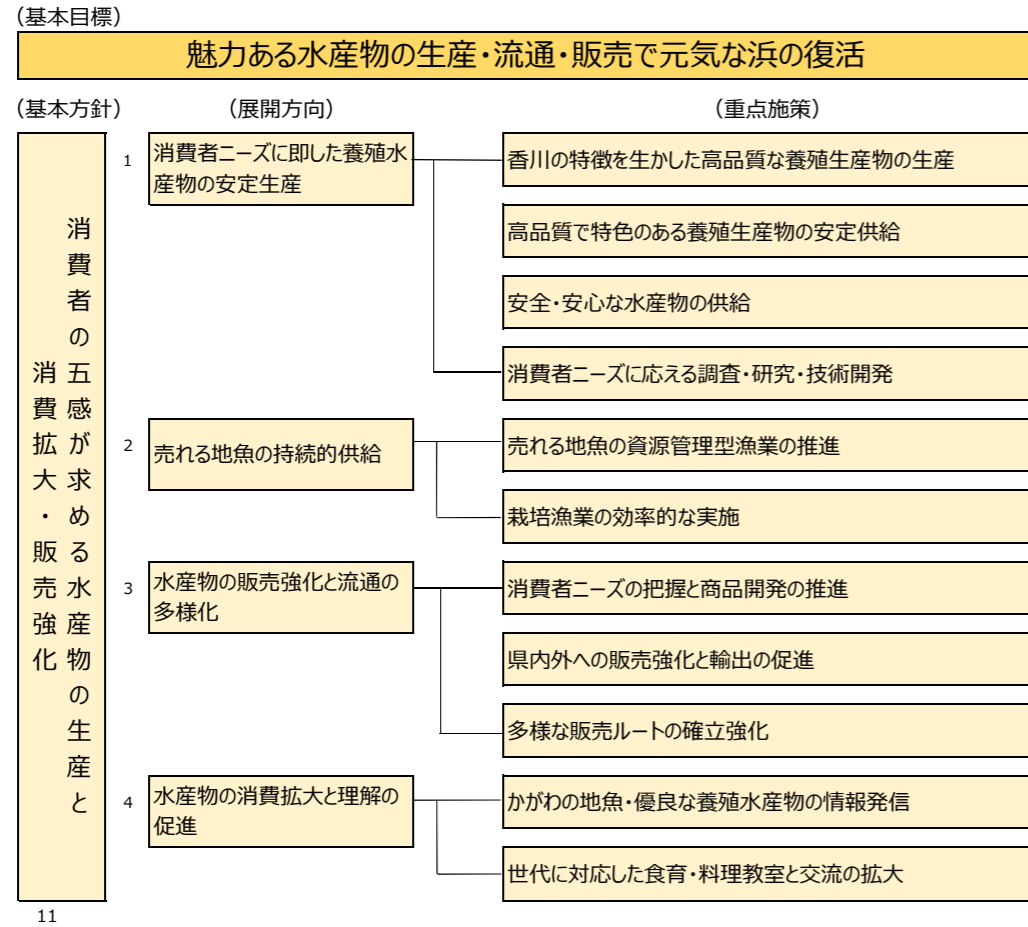 （基本目標）
魅力ある水産物の生産・流通・販売で元気な浜の復活
（基本方針）
（展開方向）
（重点施策）
消費者の五感が求める水産物の生産と
消費拡大・販売強化
1
消費者ニーズに即した養殖水
産物の安定生産
香川の特徴を生かした高品質な養殖生産物の生産
高品質で特色のある養殖生産物の安定供給
安全・安心な水産物の供給
消費者ニーズに応える調査・研究・技術開発
2
売れる地魚の持続的供給
売れる地魚の資源管理型漁業の推進
栽培漁業の効率的な実施
3
水産物の販売強化と流通の
多様化
消費者ニーズの把握と商品開発の推進
県内外への販売強化と輸出の促進
多様な販売ルートの確立強化
4
水産物の消費拡大と理解の
促進
かがわの地魚・優良な養殖水産物の情報発信
世代に対応した食育・料理教室と交流の拡大
11